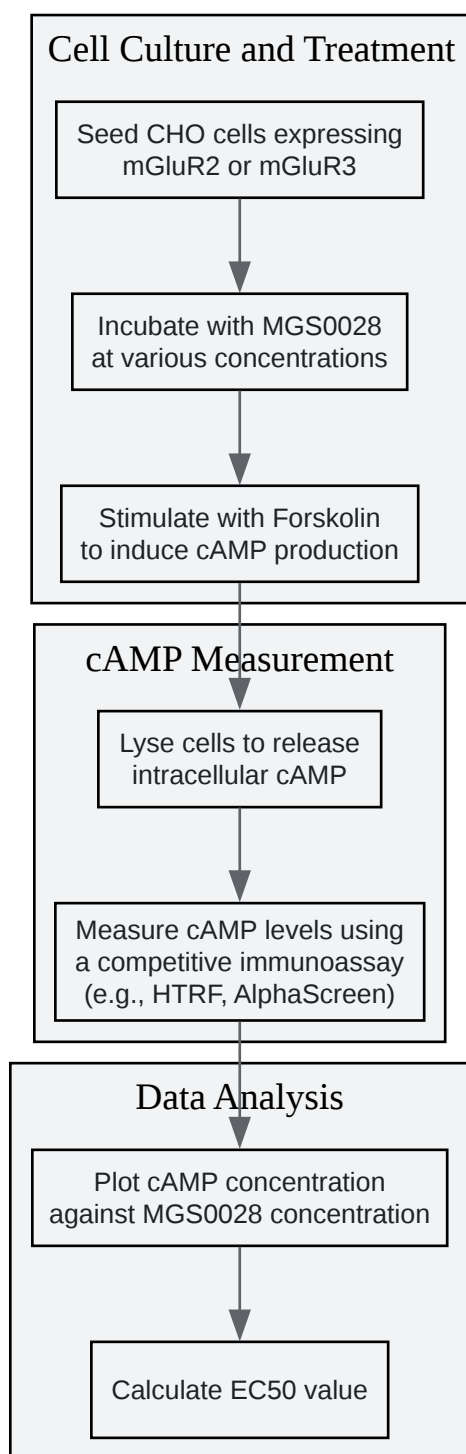 Cell Culture and Treatment
Seed CHO cells expressing
mGluR2 or mGluR3
Incubate with MGS0028
at various concentrations
Stimulate with Forskolin
to induce cAMP production
cAMP Measurement
Lyse cells to release
intracellular cAMP
Measure cAMP levels using
a competitive immunoassay
(e.g., HTRF, AlphaScreen)
Data Analysis
Plot cAMP concentration
against MGS0028 concentration
Calculate EC50 value